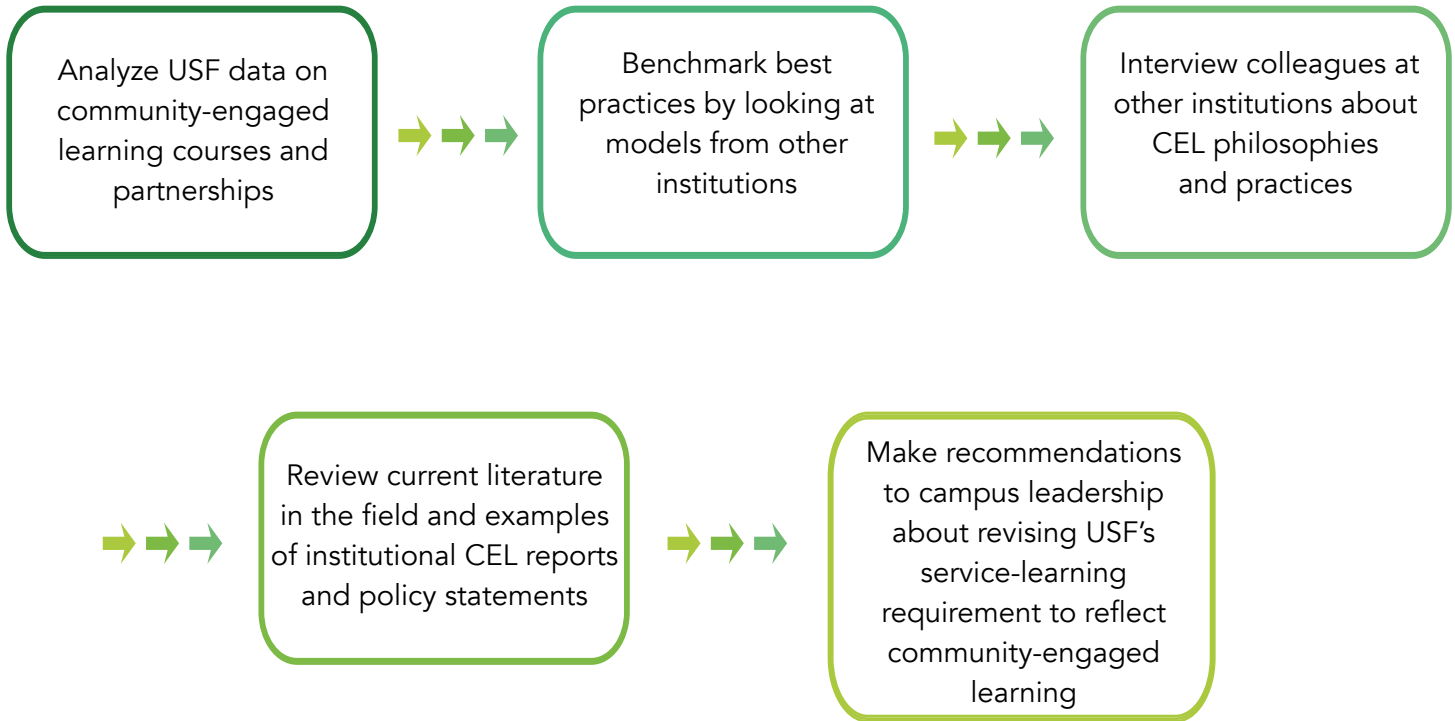 Analyze USF data on
community-engaged
learning courses and
partnerships
Benchmark best
practices by looking at
models from other
institutions
Interview colleagues at
other institutions about
CEL philosophies
and practices
Review current literature
in the field and examples
of institutional CEL reports
and policy statements
Make recommendations
to campus leadership
about revising USF’s
service-learning
requirement to reflect
community-engaged
learning